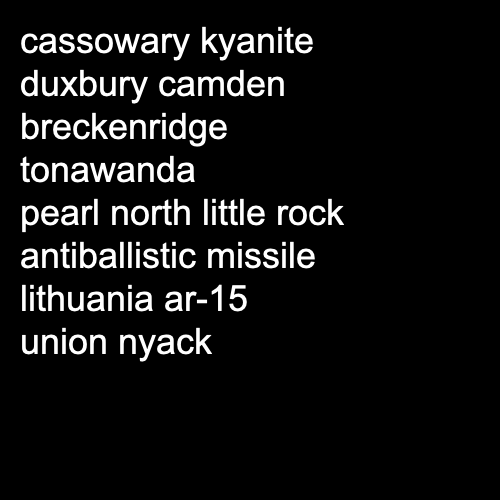 cassowary kyanite
duxbury camden
breckenridge
tonawanda
pearl north little rock
antiballistic missile
lithuania ar-15
union nyack